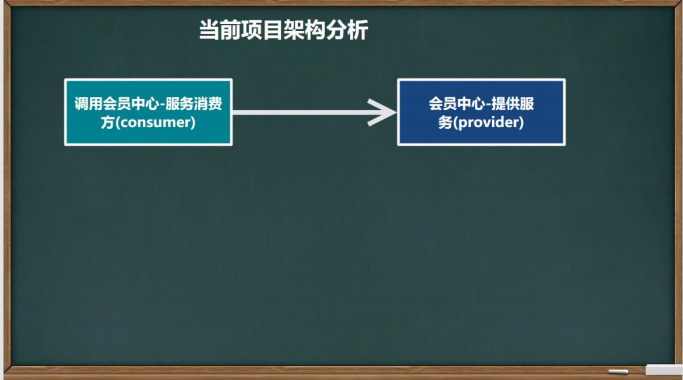 当前项目架构分析
调用会员中心-服务消费
方(consumer)
会员中心-提供服
务(provider)